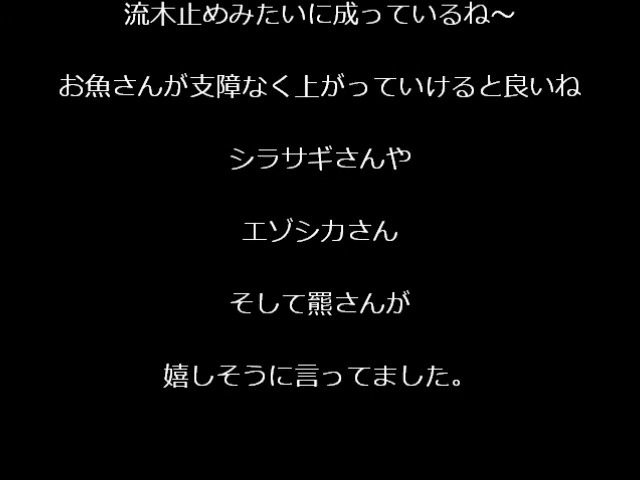 流木止めみたいに成っているね～
お魚さんが支障なく上がっていけると良いね
シラサギさんや
エゾシカさん
そして羆さんが
嬉しそうに言ってました。